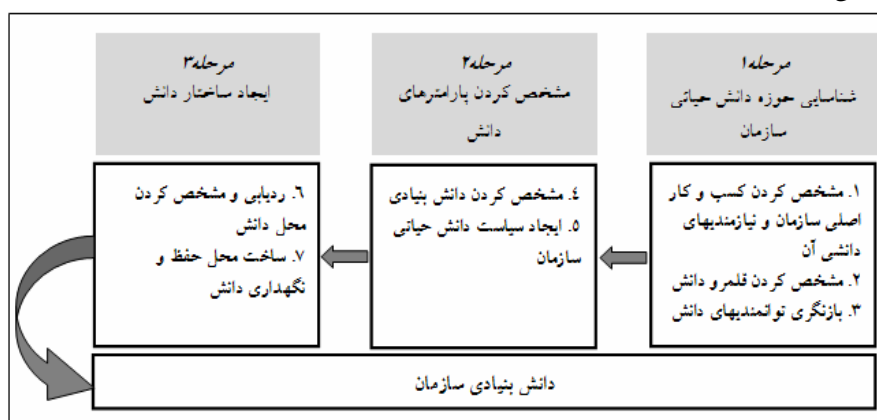 مرحله۱
شناسایی حوزه دانش حیاتی
سازمان
۱. مشخص کردن کسب و کار
اصلی سازمان و نیازمندیهای
دانشی آن
۲. مشخص کردن قلمرو دانش
۳. بازنگری توانمندیهای دانش
مرحله۲
مشخص کردن پارامترهای
دانش
٤. مشخص کردن دانش بنیادی
٥. ایجاد سیاست دانش حیاتی
سازمان
مرحله۳
ایجاد ساختار دانش
٦. ردیابی و مشخص کردن
محل دانش
۷. ساخت محل حفظ و
نگهداری دانش
دانش بنیادی سازمان